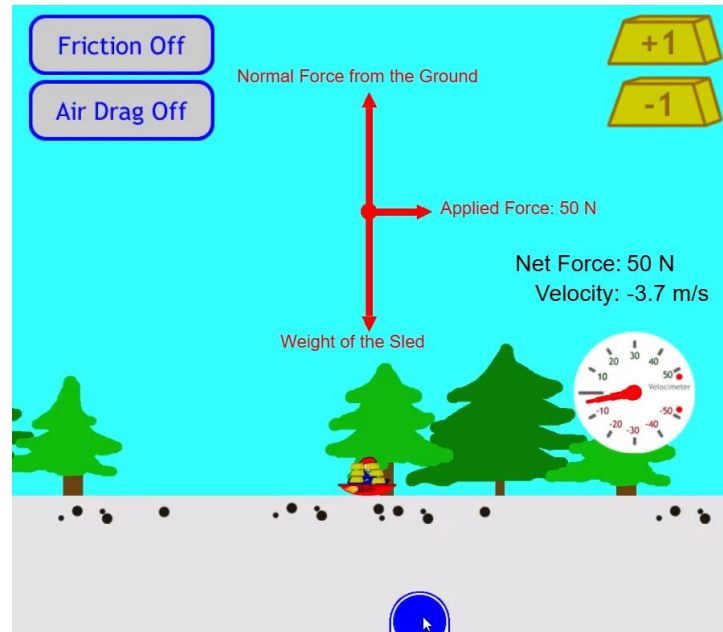 Friction Off
+1
Normal Force from the Ground
Air Drag Off
-1
Applied Force: 50 N
Net Force: 50 N
Velocity: -3.7 m/s
Weight of the Sled
10
20
30
40
50
Velocimeter
-10
-20
-30
-40
-50